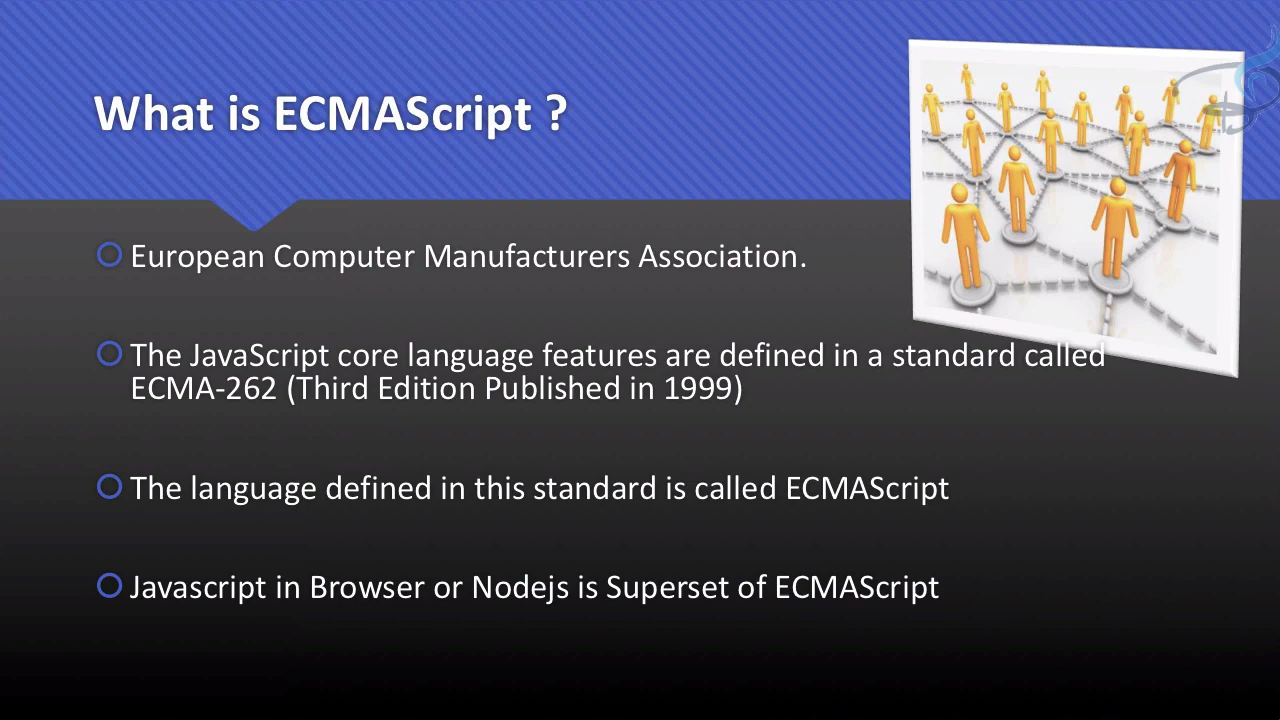 What is ECMAScript ?
European Computer Manufacturers Association.
The JavaScript core language features are defined in a standard called
ECMA-262 (Third Edition Published in 1999)
The language defined in this standard is called ECMAScript
Javascript in Browser or Nodejs is Superset of ECMAScript